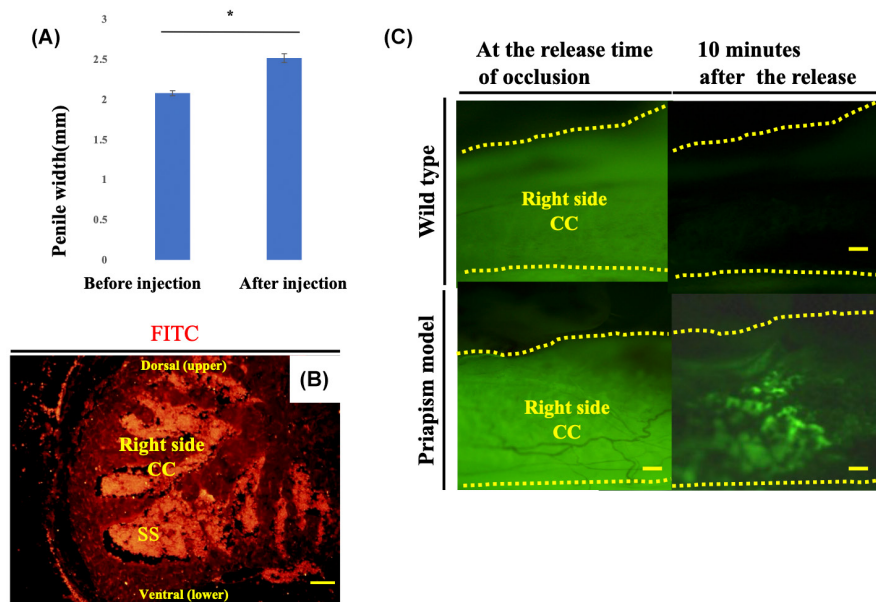 (A)
*
3
2.5
2
1.5
1
0.5
0
Penile width(mm)
Before injection
After injection
FITC
(B)
Dorsal (upper)
Right side
CC
SS
Ventral (lower)
(C)
At the release time
of occlusion
10 minutes
after the release
Wild type
Right side
CC
Priapism model
Right side
CC